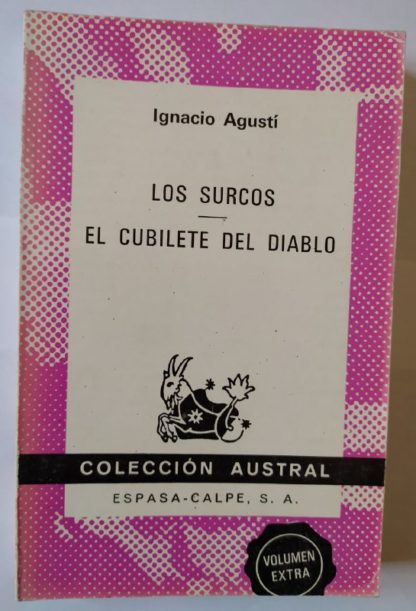 Ignacio Agustí
LOS SURCOS
EL CUBILETE DEL DIABLO
COLECCIÓN AUSTRAL
ESPASA-CALPE, S. A.
VOLUMEN
EXTRA